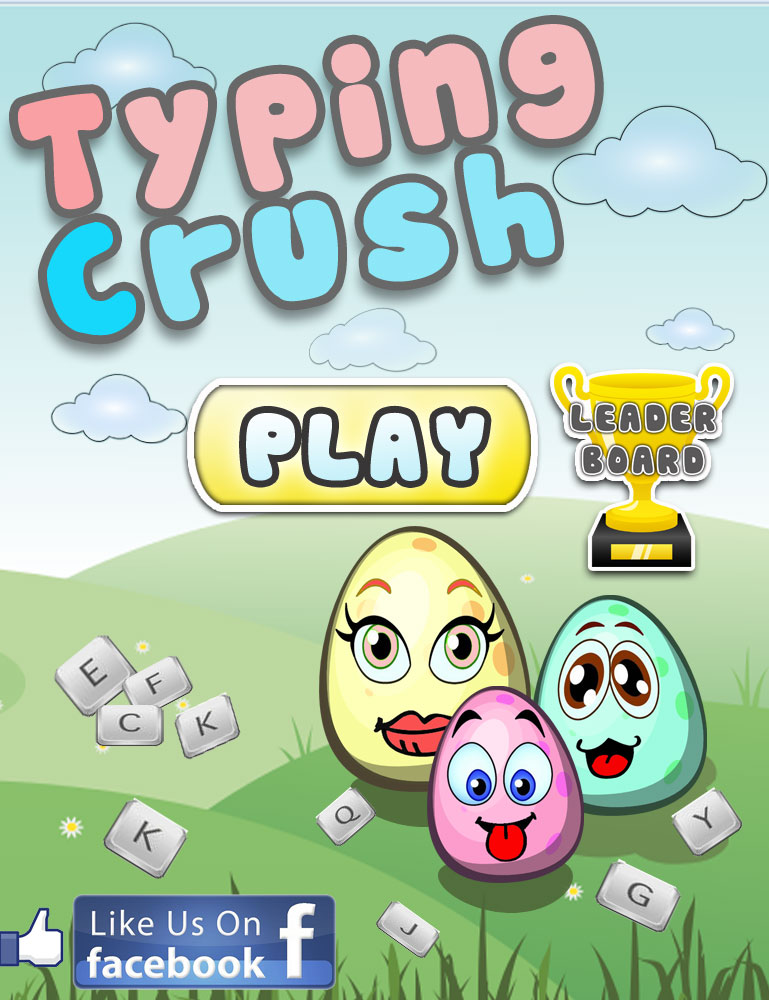 Typing
Crush
PLAY
LEADER
BOARD
E
F
C
K
K
Q
Y
G
J
Like Us On
facebook
f